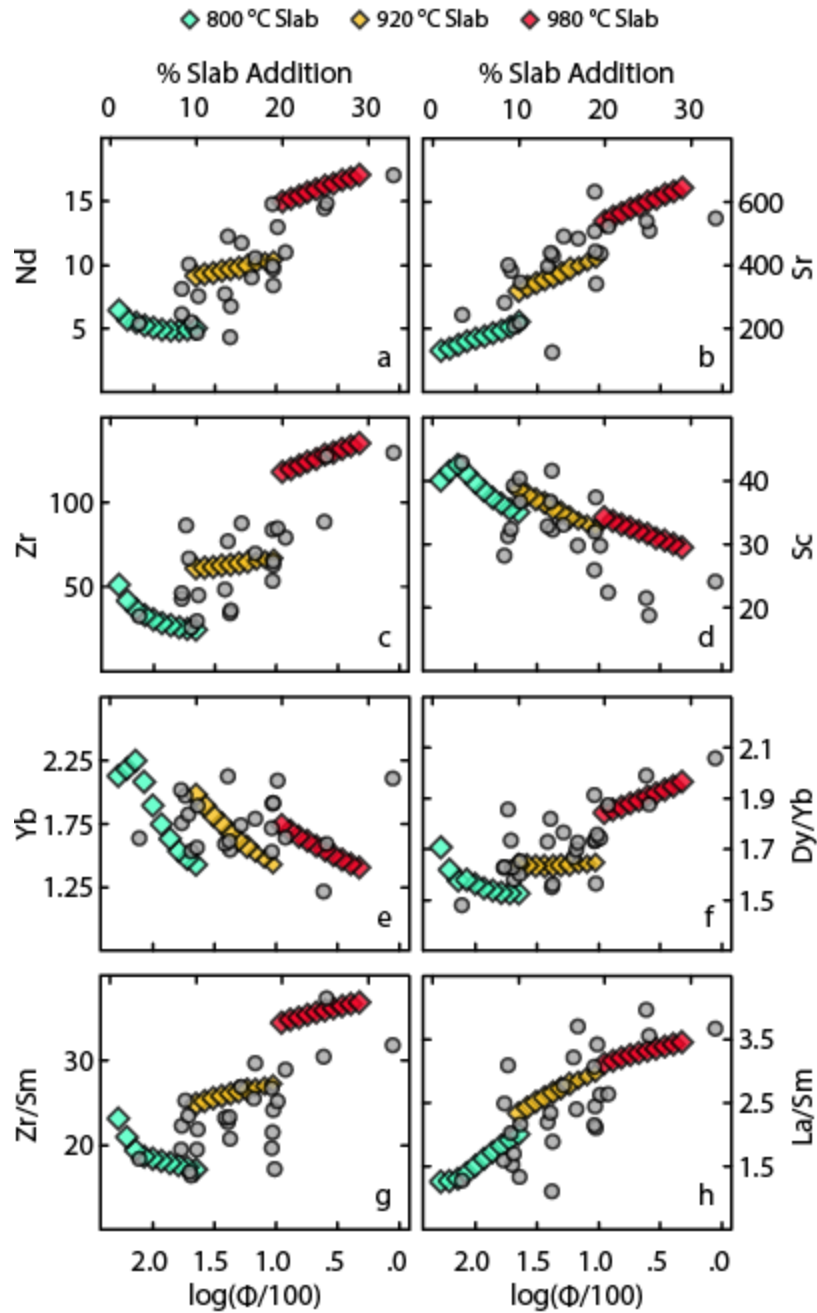 800 °C Slab 920 °C Slab 980 °C Slab
% Slab Addition % Slab Addition
0 10 20 30 0 10 20 30
Nd
15
10
5
a
Sr
600
400
200
b
Zr
100
50
c
Sc
40
30
20
d
Yb
2.25
1.75
1.25
e
Dy/Yb
2.1
1.9
1.7
1.5
f
Zr/Sm
30
20
g
La/Sm
3.5
2.5
1.5
h
2.0 1.5 1.0 .0 2.0 1.5 1.0 .0
log(Φ/100) log(Φ/100)